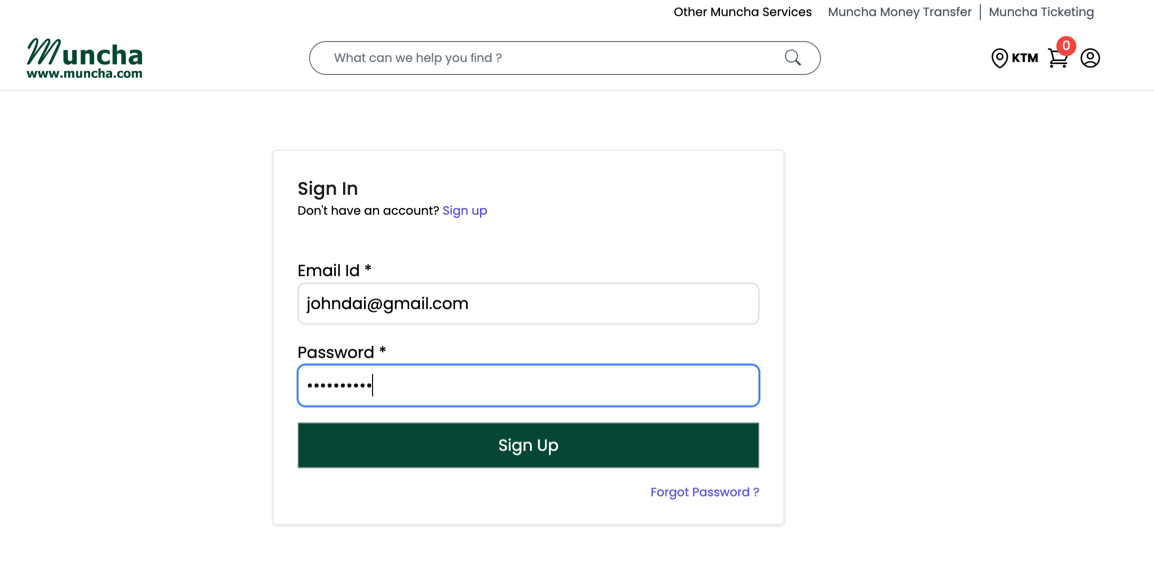 Other Muncha Services Muncha Money Transfer | Muncha Ticketing
Muncha
www.muncha.com
What can we help you find ?
KTM
0
Sign In
Don't have an account? Sign up
Email Id *
johndai@gmail.com
Password *
••••••••••
Sign Up
Forgot Password ?